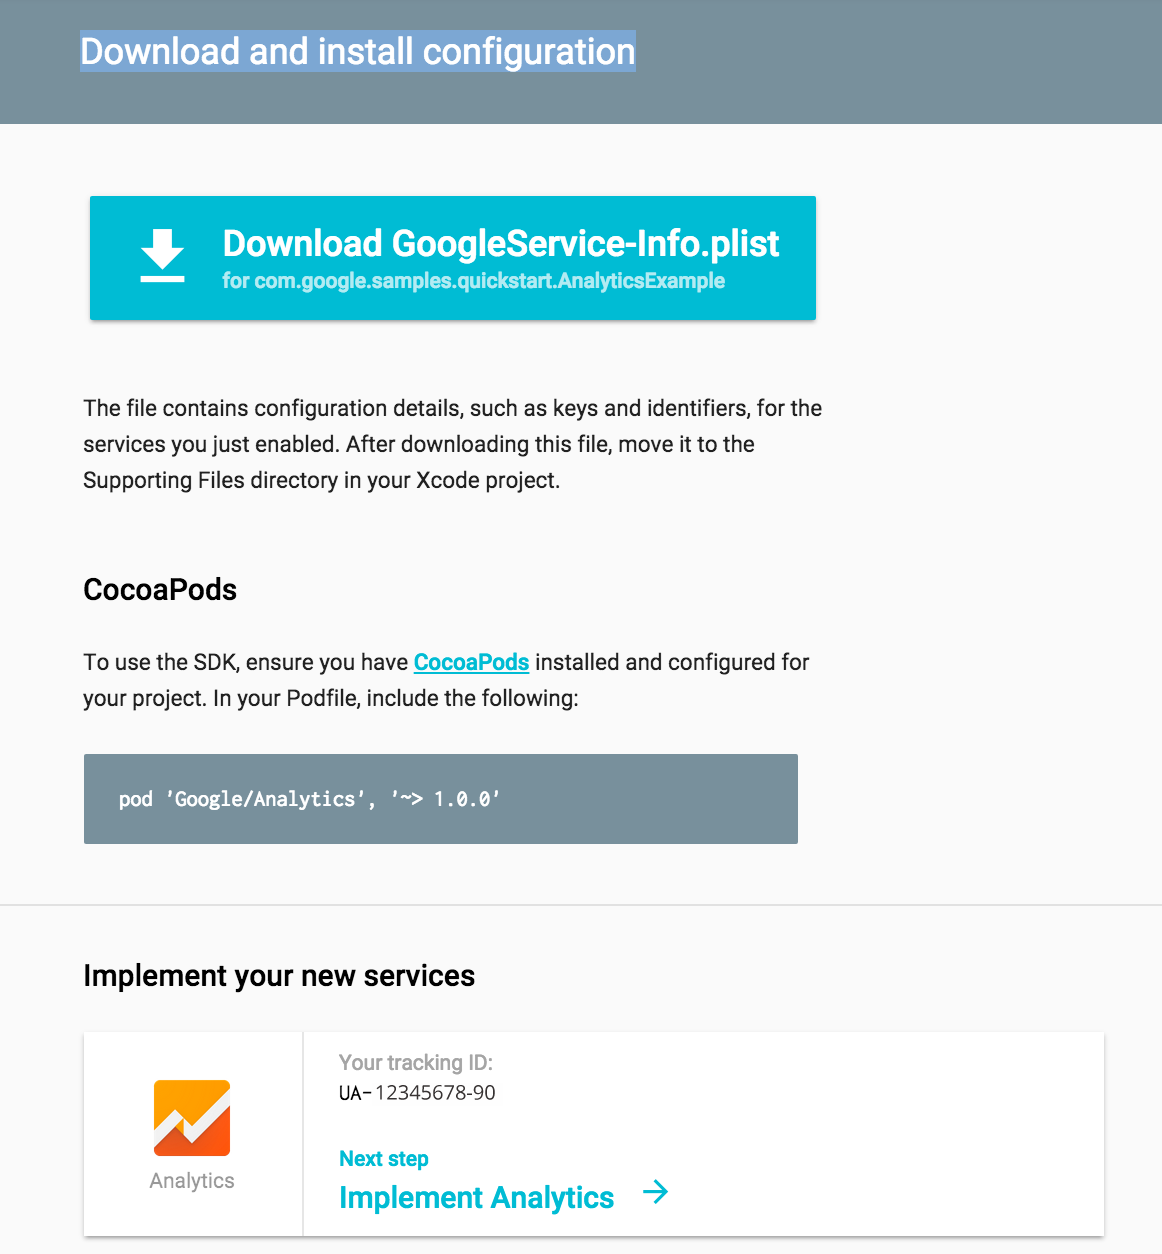 Download and install configuration
Download GoogleService-Info.plist
for com.google.samples.quickstart.AnalyticsExample
The file contains configuration details, such as keys and identifiers, for the
services you just enabled. After downloading this file, move it to the
Supporting Files directory in your Xcode project.
CocoaPods
To use the SDK, ensure you have CocoaPods installed and configured for
your project. In your Podfile, include the following:
pod 'Google/Analytics', '~> 1.0.0'
Implement your new services
Your tracking ID:
UA-12345678-90
Analytics
Next step
Implement Analytics